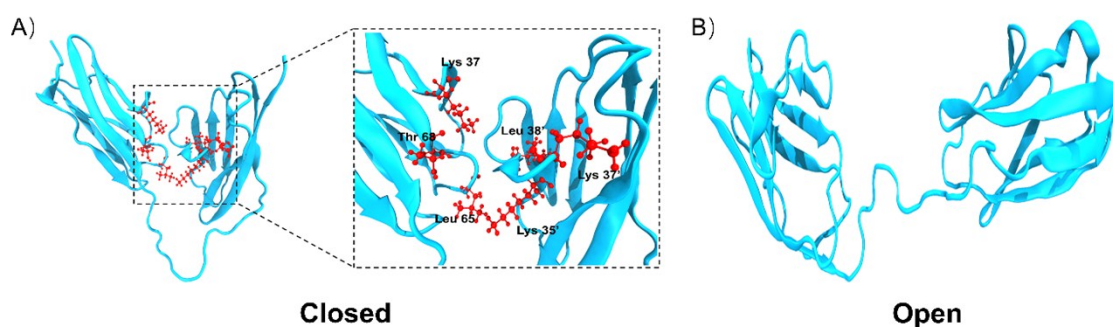 A)
Lys 37
Thr 68
Leu 38'
Lys 37'
Leu 65
Lys 35'
Closed
B)
Open